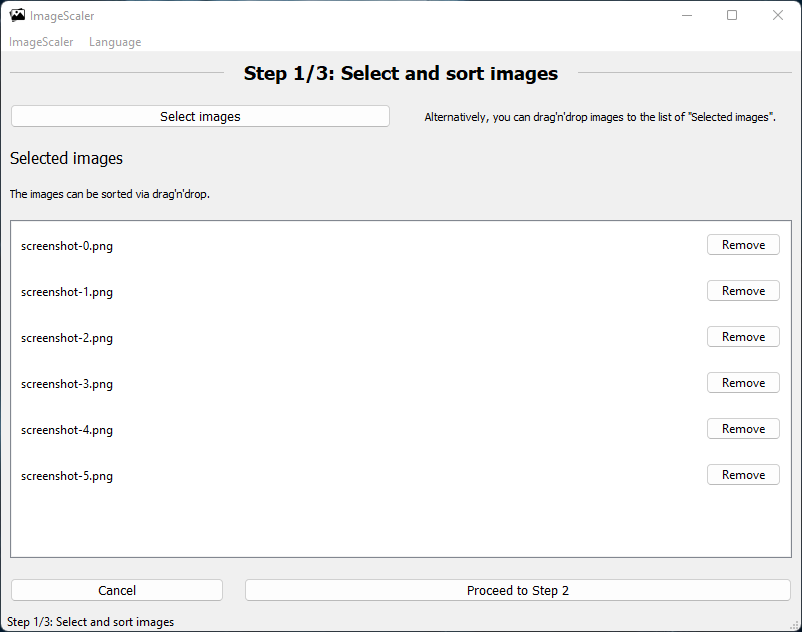 ImageScaler
ImageScaler Language
Step 1/3: Select and sort images
Select images
Alternatively, you can drag'n'drop images to the list of "Selected images".
Selected images
The images can be sorted via drag'n'drop.
screenshot-0.png Remove
screenshot-1.png Remove
screenshot-2.png Remove
screenshot-3.png Remove
screenshot-4.png Remove
screenshot-5.png Remove
Cancel Proceed to Step 2
Step 1/3: Select and sort images